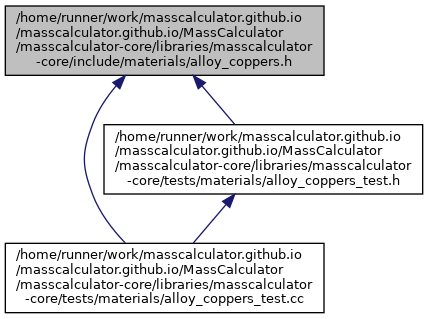 /home/runner/work/masscalculator.github.io
/masscalculator.github.io/MassCalculator
/masscalculator-core/libraries/masscalculator
-core/include/materials/alloy_coppers.h
/home/runner/work/masscalculator.github.io
/masscalculator.github.io/MassCalculator
/masscalculator-core/libraries/masscalculator
-core/tests/materials/alloy_coppers_test.h
/home/runner/work/masscalculator.github.io
/masscalculator.github.io/MassCalculator
/masscalculator-core/libraries/masscalculator
-core/tests/materials/alloy_coppers_test.cc